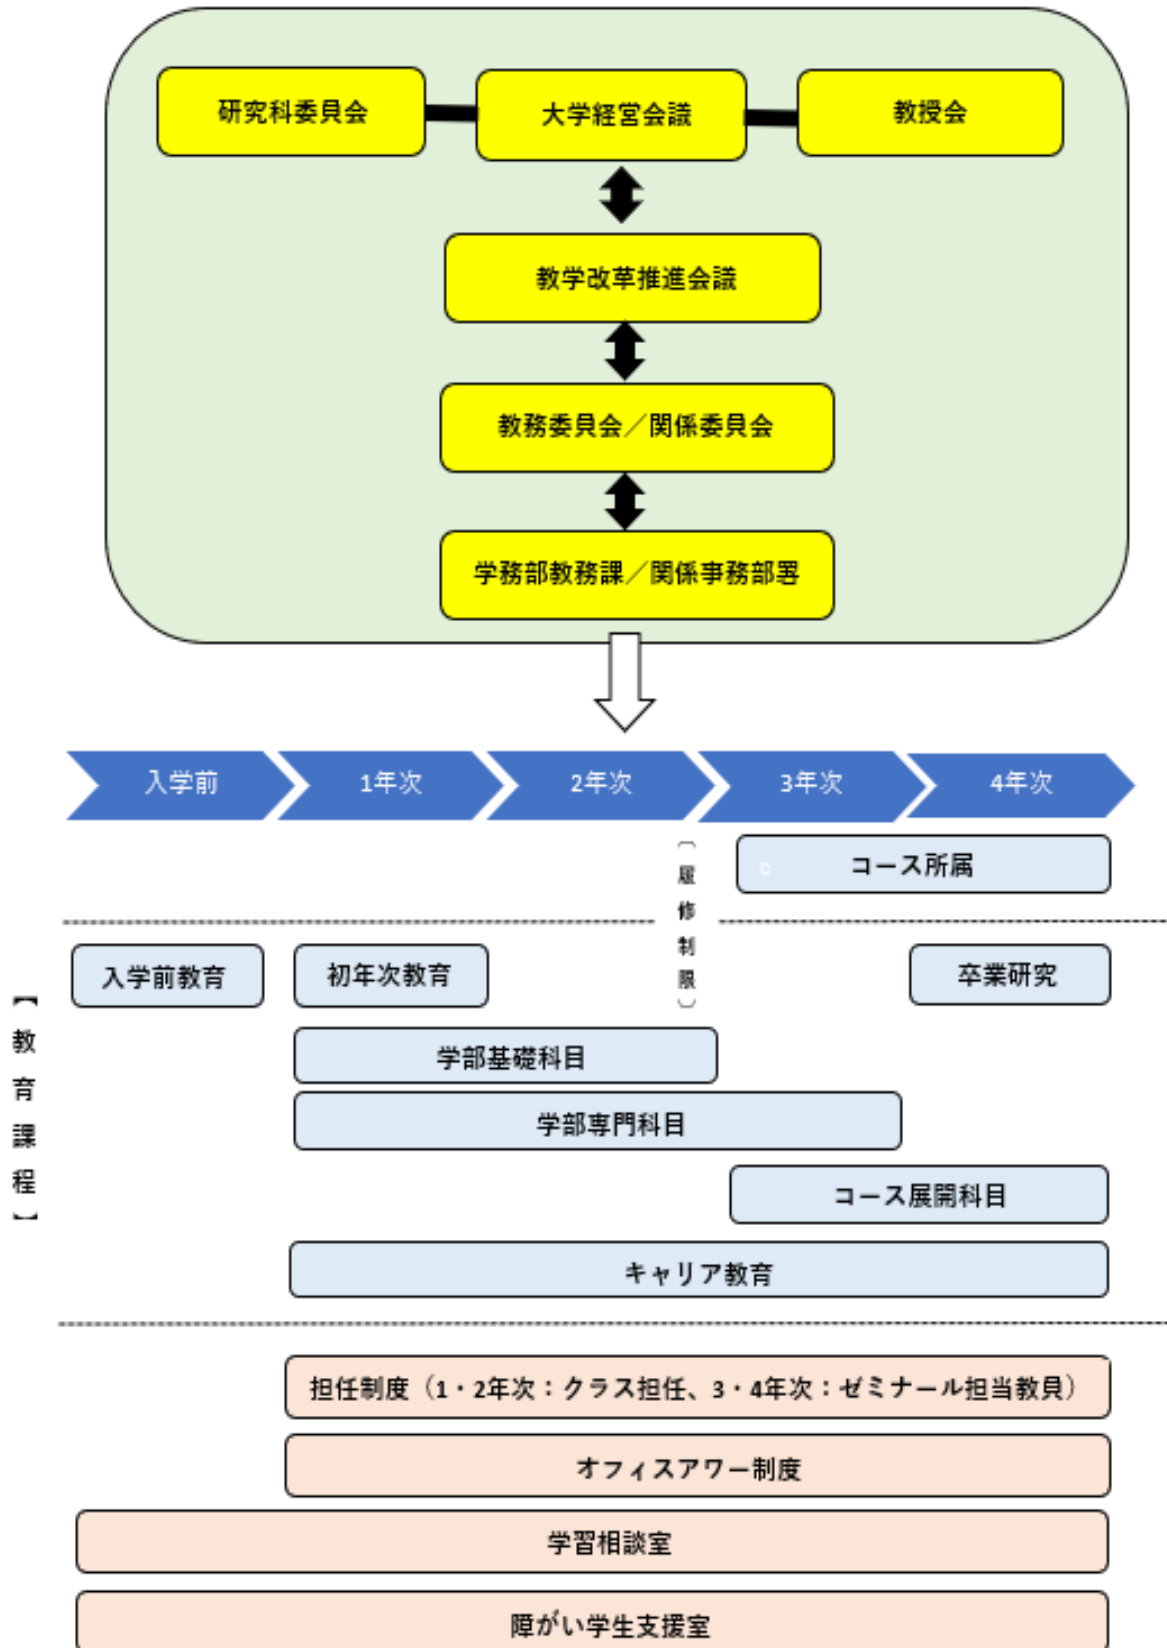 研究科委員会
大学経営会議
教授会
教学改革推進会議
教務委員会／関係委員会
学務部教務課／関係事務部署
入学前
1年次
2年次
3年次
4年次
〔履修制限〕
c
コース所属
【教育課程】
入学前教育
初年次教育
卒業研究
学部基礎科目
学部専門科目
コース展開科目
キャリア教育
担任制度（1・2年次：クラス担任、3・4年次：ゼミナール担当教員）
オフィスアワー制度
学習相談室
障がい学生支援室